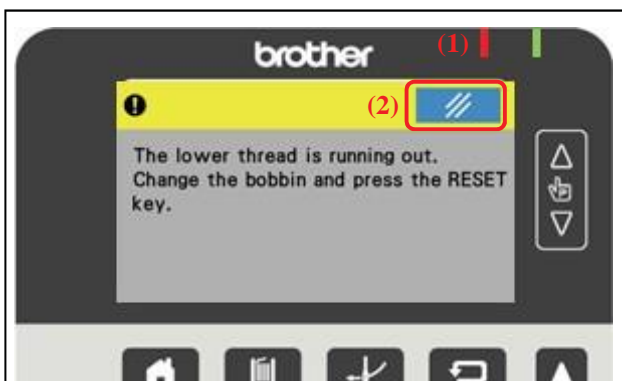 brother
(1)
(2)
The lower thread is running out.
Change the bobbin and press the RESET
key.